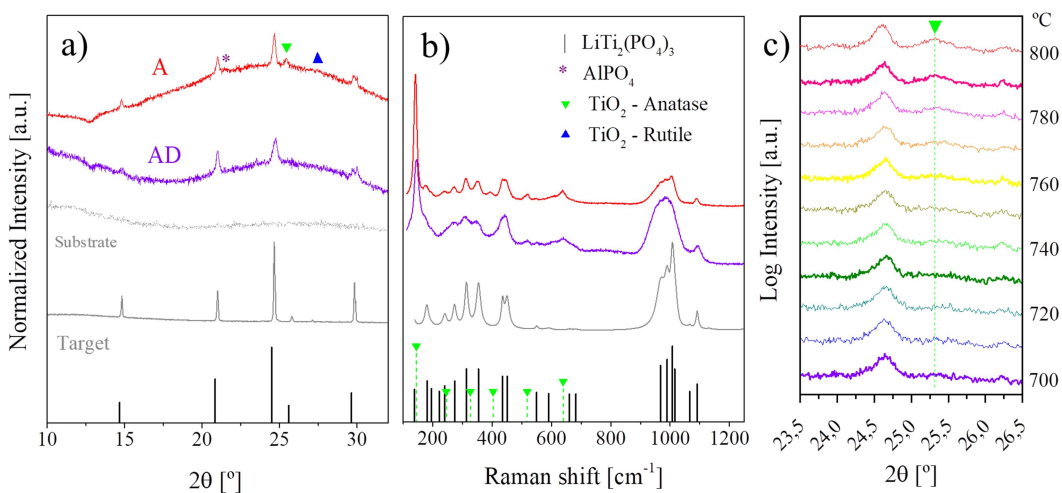 a)
A
*
AD
Substrate
Target
Normalized Intensity [a.u.]
10 15 20 25 30
2θ [º]
b)
LiTi₂(PO₄)₃
* AlPO₄
TiO₂ - Anatase
TiO₂ - Rutile
200 400 600 800 1000 1200
Raman shift [cm⁻¹]
c)
ºC
800
780
760
740
720
700
Log Intensity [a.u.]
23,5 24,0 24,5 25,0 25,5 26,0 26,5
2θ [º]